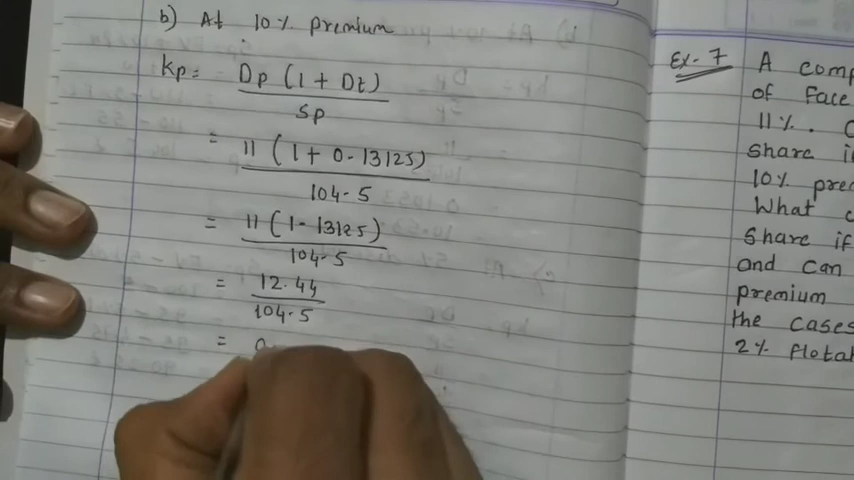 b) At 10% premium
Kp = Dp (1 + Dt)
Sp
= 11 (1 + 0.13125)
104.5
= 11 (1.13125)
104.5
= 12.44
104.5
=
Ex. 7 A comp
of Face
11%.
share i
10% pre
What c
Share if
and can
premium
the cases
2% flotat